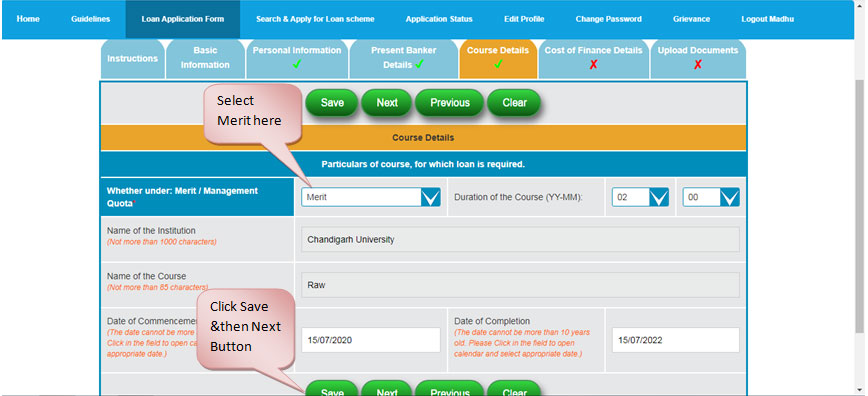 Home Guidelines Loan Application Form Search & Apply for Loan scheme Application Status Edit Profile Change Password Grievance Logout Madhu
Instructions
Basic
Information
Personal Information
Present Banker
Details
Course Details
Cost of Finance Details
Upload Documents
Select
Merit here
Save Next Previous Clear
Course Details
Particulars of course, for which loan is required.
Whether under: Merit / Management
Quota*
Merit
Duration of the Course (YY-MM):
02
00
Name of the Institution
(Not more than 1000 characters)
Chandigarh University
Name of the Course
(Not more than 85 characters)
Raw
Click Save
&then Next
Button
Date of Commencemen
(The date cannot be more
Click in the field to open ca
appropriate date.)
15/07/2020
Date of Completion
(The date cannot be more than 10 years
old. Please Click in the field to open
calendar and select appropriate date.)
15/07/2022
Save Next Previous Clear